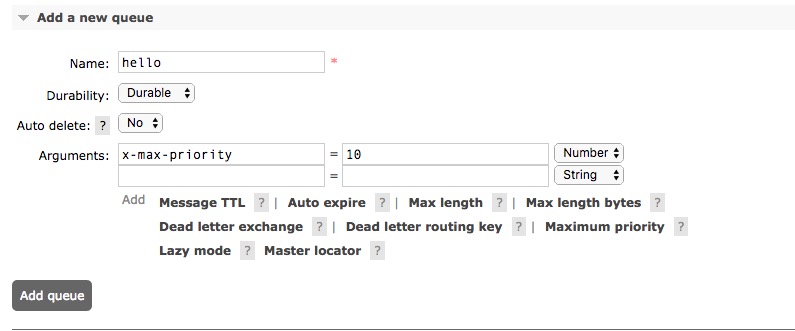 Add a new queue
Name: hello *
Durability: Durable
Auto delete: ? No
Arguments: x-max-priority = 10 Number
= String
Add Message TTL ? | Auto expire ? | Max length ? | Max length bytes ?
Dead letter exchange ? | Dead letter routing key ? | Maximum priority ?
Lazy mode ? Master locator ?
Add queue